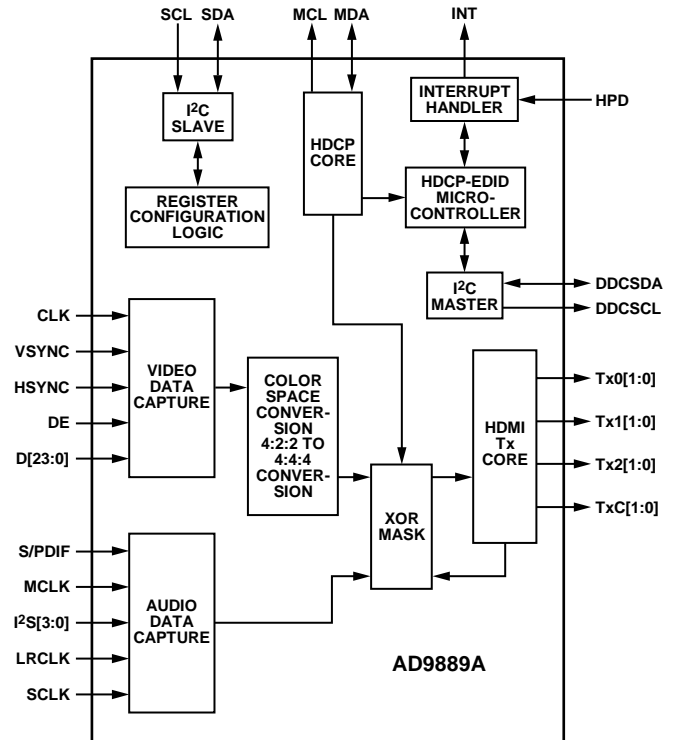 SCL SDA MCL MDA INT
INTERRUPT
HANDLER
HPD
I2C
SLAVE
HDCP
CORE
HDCP-EDID
MICRO-
CONTROLLER
REGISTER
CONFIGURATION
LOGIC
I2C
MASTER
DDCSDA
DDCSCL
CLK
VSYNC
HSYNC
DE
D[23:0]
VIDEO
DATA
CAPTURE
COLOR
SPACE
CONVER-
SION
4:2:2 TO
4:4:4
CONVER-
SION
XOR
MASK
HDMI
Tx
CORE
Tx0[1:0]
Tx1[1:0]
Tx2[1:0]
TxC[1:0]
S/PDIF
MCLK
I2S[3:0]
LRCLK
SCLK
AUDIO
DATA
CAPTURE
AD9889A